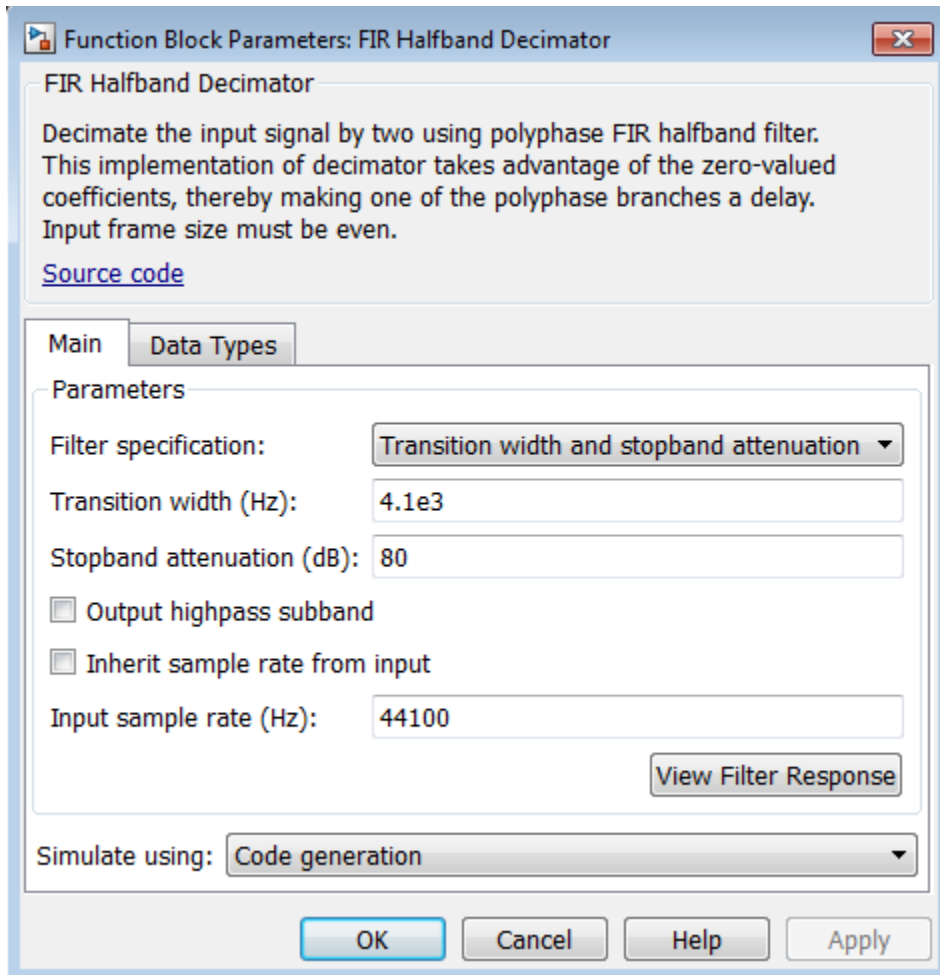 Function Block Parameters: FIR Halfband Decimator
FIR Halfband Decimator
Decimate the input signal by two using polyphase FIR halfband filter.
This implementation of decimator takes advantage of the zero-valued
coefficients, thereby making one of the polyphase branches a delay.
Input frame size must be even.
Source code
Main Data Types
Parameters
Filter specification: Transition width and stopband attenuation
Transition width (Hz): 4.1e3
Stopband attenuation (dB): 80
Output highpass subband
Inherit sample rate from input
Input sample rate (Hz): 44100
View Filter Response
Simulate using: Code generation
OK Cancel Help Apply